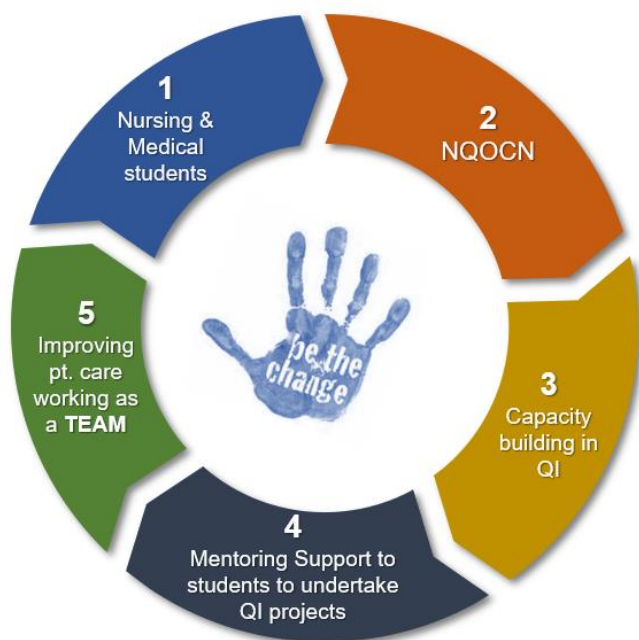 1
Nursing &
Medical
students
2
NQOCN
3
Capacity
building in
QI
4
Mentoring Support to
students to undertake
QI projects
5
Improving
pt. care
working as
a TEAM
be the
change